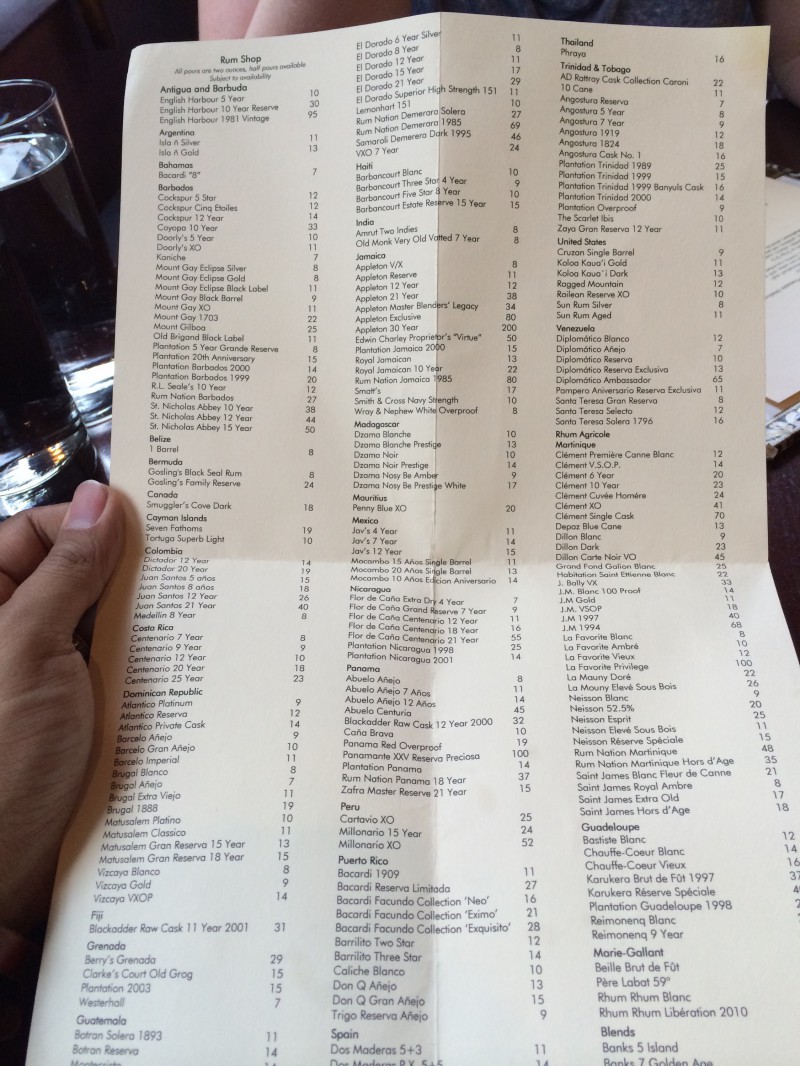 Rum Shop
All pours are two ounces, half pours available
Subject to availability
Antigua and Barbuda
English Harbour 5 Year 10
English Harbour 10 Year Reserve 30
English Harbour 1981 Vintage 95
Argentina
Isla ñ Silver 11
Isla ñ Gold 13
Bahamas
Bacardi "8" 7
Barbados
Cockspur 5 Star 12
Cockspur Cinq Etoiles 12
Cockspur 12 Year 14
Cayopa 10 Year 33
Doorly's 5 Year 10
Doorly's XO 11
Kaniche 7
Mount Gay Eclipse Silver 8
Mount Gay Eclipse Gold 8
Mount Gay Eclipse Black Label 11
Mount Gay Black Barrel 9
Mount Gay XO 11
Mount Gay 1703 22
Mount Gilboa 25
Old Brigand Black Label 11
Plantation 5 Year Grande Reserve 8
Plantation 20th Anniversary 15
Plantation Barbados 2000 14
Plantation Barbados 1999 20
R.L. Seale's 10 Year 12
Rum Nation Barbados 27
St. Nicholas Abbey 10 Year 38
St. Nicholas Abbey 12 Year 44
St. Nicholas Abbey 15 Year 50
Belize
1 Barrel 8
Bermuda
Gosling's Black Seal Rum 8
Gosling's Family Reserve 24
Canada
Smuggler's Cove Dark 18
Cayman Islands
Seven Fathoms 19
Tortuga Superb Light 10
Colombia
Dictador 12 Year 14
Dictador 20 Year 19
Juan Santos 5 años 15
Juan Santos 8 años 18
Juan Santos 12 Year 26
Juan Santos 21 Year 40
Medellin 8 Year 8
Costa Rica
Centenario 7 Year 8
Centenario 9 Year 9
Centenario 12 Year 10
Centenario 20 Year 18
Centenario 25 Year 23
Dominican Republic
Atlantico Platinum 9
Atlantico Reserva 12
Atlantico Private Cask 14
Barcelo Añejo 9
Barcelo Gran Añejo 10
Barcelo Imperial 11
Brugal Blanco 8
Brugal Añejo 7
Brugal Extra Viejo 11
Brugal 1888 19
Matusalem Platino 10
Matusalem Classico 11
Matusalem Gran Reserva 15 Year 13
Matusalem Gran Reserva 18 Year 15
Vizcaya Blanco 8
Vizcaya Gold 9
Vizcaya VXOP 14
Fiji
Blackadder Raw Cask 11 Year 2001 31
Grenada
Berry's Grenada 29
Clarke's Court Old Grog 15
Plantation 2003 15
Westerhall 7
Guatemala
Botran Solera 1893 11
Botran Reserva 14
El Dorado 6 Year Silver 11
El Dorado 8 Year 8
El Dorado 12 Year 11
El Dorado 15 Year 17
El Dorado 21 Year 29
El Dorado Superior High Strength 151 11
Lemonhart 151 10
Rum Nation Demerara Solera 27
Rum Nation Demerara 1985 69
Samaroli Demerera Dark 1995 46
VXO 7 Year 24
Haiti
Barbancourt Blanc 10
Barbancourt Three Star 4 Year 9
Barbancourt Five Star 8 Year 10
Barbancourt Estate Reserve 15 Year 15
India
Amrut Two Indies 8
Old Monk Very Old Vatted 7 Year 8
Jamaica
Appleton V/X 8
Appleton Reserve 11
Appleton 12 Year 12
Appleton 21 Year 38
Appleton Master Blenders' Legacy 34
Appleton Exclusive 80
Appleton 30 Year 200
Edwin Charley Proprietor's "Virtue" 50
Plantation Jamaica 2000 15
Royal Jamaican 13
Royal Jamaican 10 Year 22
Rum Nation Jamaica 1985 80
Smatt's 17
Smith & Cross Navy Strength 10
Wray & Nephew White Overproof 8
Madagascar
Dzama Blanche 10
Dzama Blanche Prestige 13
Dzama Noir 10
Dzama Noir Prestige 14
Dzama Nosy Be Amber 9
Dzama Nosy Be Prestige White 17
Mauritius
Penny Blue XO 20
Mexico
Jav's 4 Year 11
Jav's 7 Year 14
Jav's 12 Year 15
Mocambo 15 Años Single Barrel 11
Mocambo 20 Años Single Barrel 13
Mocambo 10 Años Edicion Aniversario 14
Nicaragua
Flor de Caña Extra Dry 4 Year 7
Flor de Caña Grand Reserve 7 Year 9
Flor de Caña Centenario 12 Year 11
Flor de Caña Centenario 18 Year 16
Flor de Caña Centenario 21 Year 55
Plantation Nicaragua 1998 25
Plantation Nicaragua 2001 14
Panama
Abuelo Añejo 8
Abuelo Añejo 7 Años 11
Abuelo Añejo 12 Años 14
Abuelo Centuria 45
Blackadder Raw Cask 12 Year 2000 32
Caña Brava 10
Panama Red Overproof 19
Panamante XXV Reserva Preciosa 100
Plantation Panama 14
Rum Nation Panama 18 Year 37
Zafra Master Reserve 21 Year 15
Peru
Cartavio XO 25
Millonario 15 Year 24
Millonario XO 52
Puerto Rico
Bacardi 1909 11
Bacardi Reserva Limitada 27
Bacardi Facundo Collection 'Neo' 16
Bacardi Facundo Collection 'Eximo' 21
Bacardi Facundo Collection 'Exquisito' 28
Barrilito Two Star 12
Barrilito Three Star 14
Caliche Blanco 10
Don Q Añejo 13
Don Q Gran Añejo 15
Trigo Reserva Añejo 9
Spain
Dos Maderas 5+3 11
Dos Maderas P.X. 5+5 14
Thailand
Phraya 16
Trinidad & Tobago
AD Rattray Cask Collection Caroni 22
10 Cane 11
Angostura Reserva 7
Angostura 5 Year 8
Angostura 7 Year 9
Angostura 1919 12
Angostura 1824 18
Angostura Cask No. 1 16
Plantation Trinidad 1989 25
Plantation Trinidad 1999 15
Plantation Trinidad 1999 Banyuls Cask 16
Plantation Trinidad 2000 14
Plantation Overproof 9
The Scarlet Ibis 10
Zaya Gran Reserva 12 Year 11
United States
Cruzan Single Barrel 9
Koloa Kaua'i Gold 11
Koloa Kaua'i Dark 13
Ragged Mountain 12
Railean Reserve XO 10
Sun Rum Silver 8
Sun Rum Aged 11
Venezuela
Diplomático Blanco 12
Diplomático Añejo 7
Diplomático Reserva 10
Diplomático Reserva Exclusiva 13
Diplomático Ambassador 65
Pampero Aniversario Reserva Exclusiva 11
Santa Teresa Gran Reserva 8
Santa Teresa Selecto 12
Santa Teresa Solera 1796 16
Rhum Agricole
Martinique
Clément Première Canne Blanc 12
Clément V.S.O.P. 14
Clément 6 Year 20
Clément 10 Year 23
Clément Cuvée Homére 24
Clément XO 41
Clément Single Cask 70
Depaz Blue Cane 13
Dillon Blanc 9
Dillon Dark 23
Dillon Carte Noir VO 45
Grand Fond Galion Blanc 25
Habitation Saint Ettienne Blanc 22
J. Bally VX 33
J.M. Blanc 100 Proof 14
J.M Gold 11
J.M. VSOP 18
J.M 1997 40
J.M 1994 68
La Favorite Blanc 8
La Favorite Ambré 10
La Favorite Vieux 12
La Favorite Privilege 100
La Mauny Doré 22
La Mouny Elevé Sous Bois 26
Neisson Blanc 9
Neisson 52.5% 20
Neisson Esprit 25
Neisson Elevé Sous Bois 11
Neisson Réserve Spéciale 15
Rum Nation Martinique 48
Rum Nation Martinique Hors d'Age 35
Saint James Blanc Fleur de Canne 21
Saint James Royal Ambre 8
Saint James Extra Old 17
Saint James Hors d'Age 18
Guadeloupe
Bastiste Blanc 12
Chauffe-Coeur Blanc 14
Chauffe-Coeur Vieux 16
Karukera Brut de Fût 1997
Karukera Réserve Spéciale
Plantation Guadeloupe 1998
Reimonenq Blanc
Reimonenq 9 Year
Marie-Gallant
Beille Brut de Fût
Père Labat 59°
Rhum Rhum Blanc
Rhum Rhum Libération 2010
Blends
Banks 5 Island
Banks 7 Golden Age